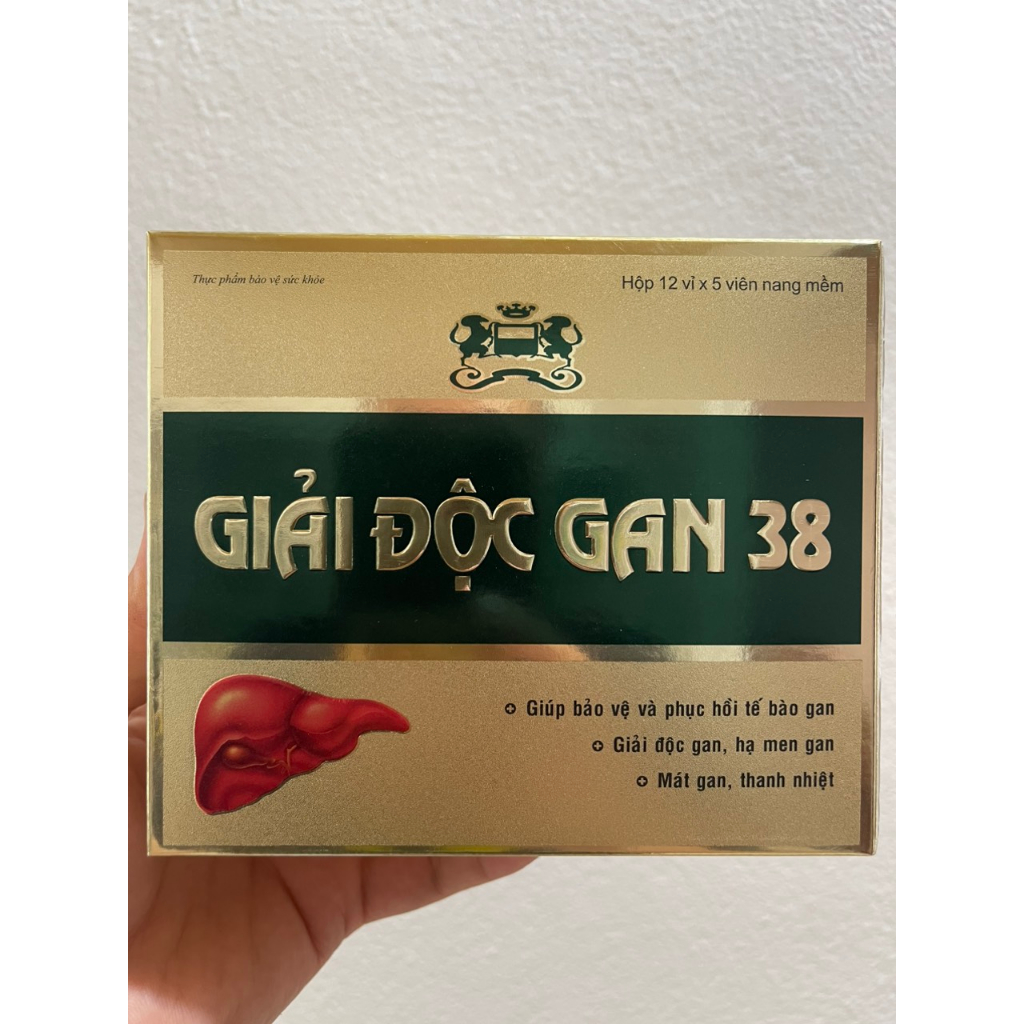 Thực phẩm bảo vệ sức khỏe
Hộp 12 vỉ x 5 viên nang mềm
GIẢI ĐỘC GAN 38
Giúp bảo vệ và phục hồi tế bào gan
Giải độc gan, hạ men gan
Mát gan, thanh nhiệt